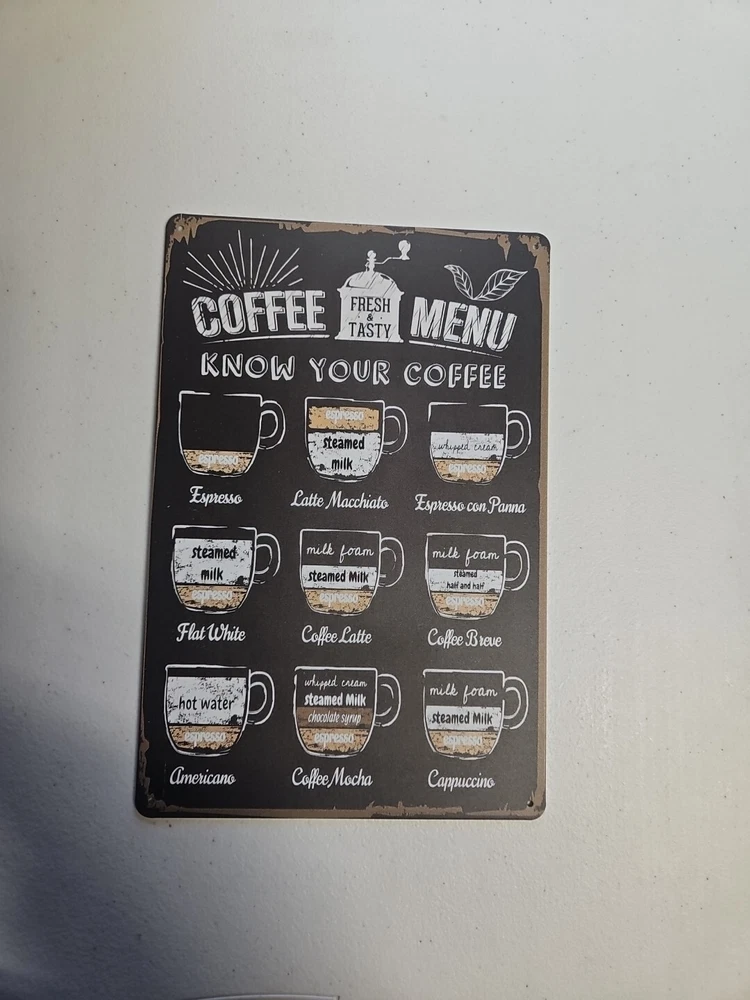 COFFEE FRESH & TASTY MENU
KNOW YOUR COFFEE
espresso
Espresso
espresso
steamed
milk
Latte Macchiato
whipped cream
espresso
Espresso con Panna
steamed
milk
espresso
Flat White
milk foam
steamed Milk
espresso
Coffee Latte
milk foam
steamed
half and half
espresso
Coffee Breve
hot water
espresso
Americano
whipped cream
steamed Milk
chocolate syrup
espresso
Coffee Mocha
milk foam
steamed Milk
espresso
Cappuccino